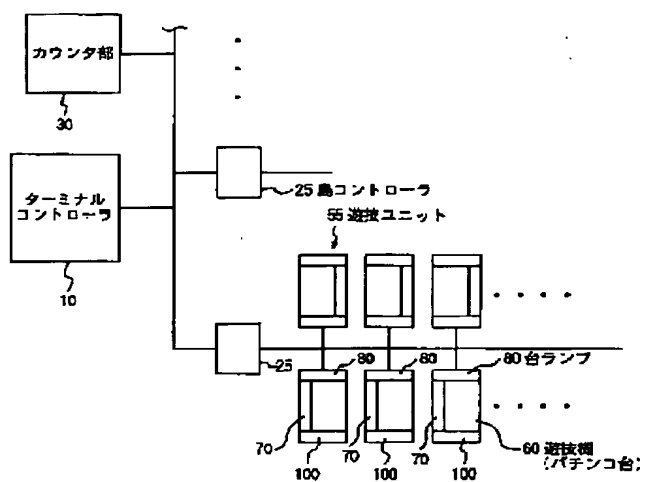 カウンタ部
30
ターミナル
コントローラ
10
25 島コントローラ
55 遊技ユニット
25
80
80
80 台ランプ
70
70
70
100
100
100
60 遊技機
(パチンコ台)